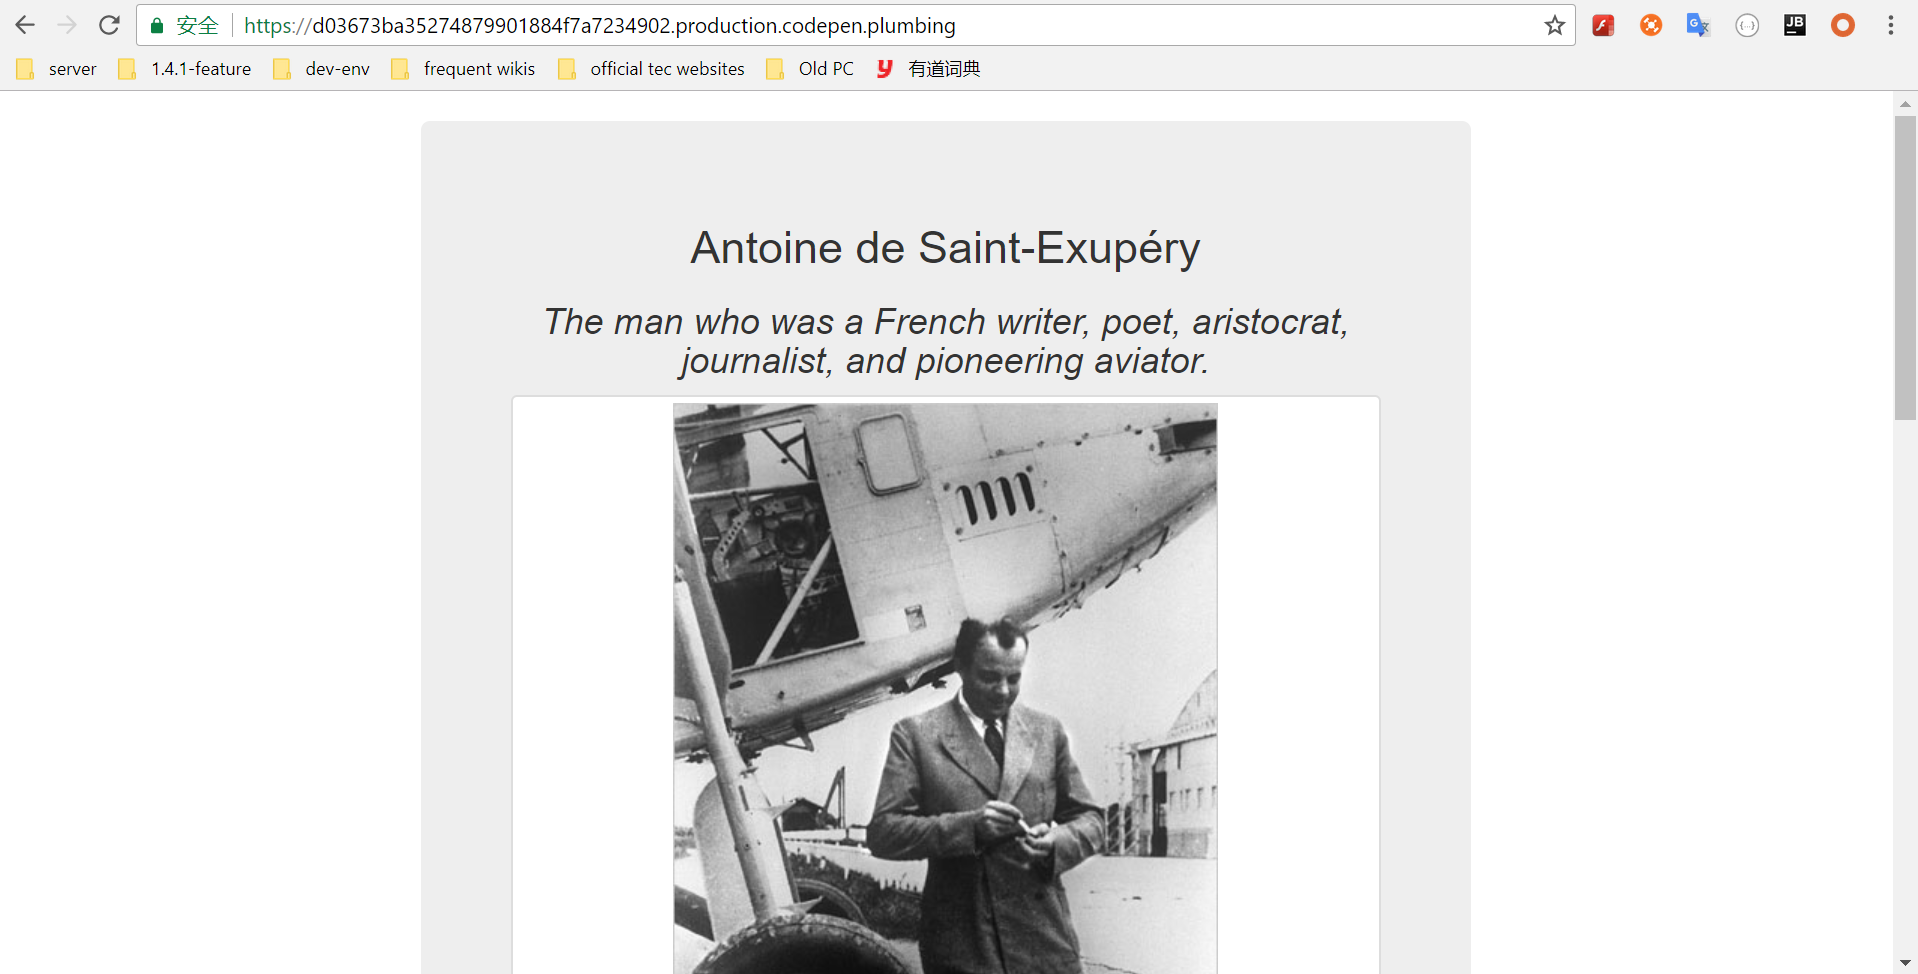 安全 https://d03673ba35274879901884f7a7234902.production.codepen.plumbing
JB
server 1.4.1-feature dev-env frequent wikis official tec websites Old PC y 有道词典
Antoine de Saint-Exupéry
The man who was a French writer, poet, aristocrat,
journalist, and pioneering aviator.